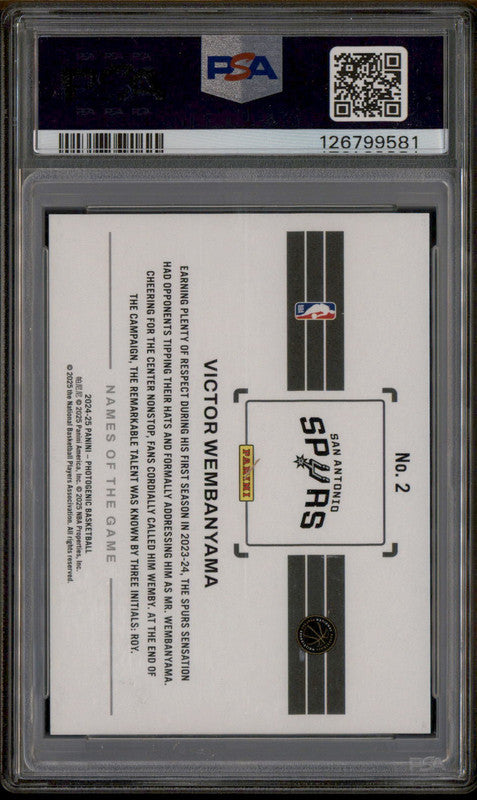 PSA
126799581
No. 2
SAN ANTONIO
SPURS
PANINI
VICTOR WEMBANYAMA
EARNING PLENTY OF RESPECT DURING HIS FIRST SEASON IN 2023-24, THE SPURS SENSATION
HAD OPPONENTS TIPPING THEIR HATS AND FORMALLY ADDRESSING HIM AS MR. WEMBANYAMA.
CHEERING FOR THE CENTER NONSTOP, FANS CORDIALLY CALLED HIM WEMBY. AT THE END OF
THE CAMPAIGN, THE REMARKABLE TALENT WAS KNOWN BY THREE INITIALS: ROY.
NAMES OF THE GAME
2024-25 PANINI – PHOTOGENIC BASKETBALL
帕尼尼 © 2025 Panini America, Inc. © 2025 NBA Properties, Inc.
© 2025 the National Basketball Players Association. All rights reserved.
PSA